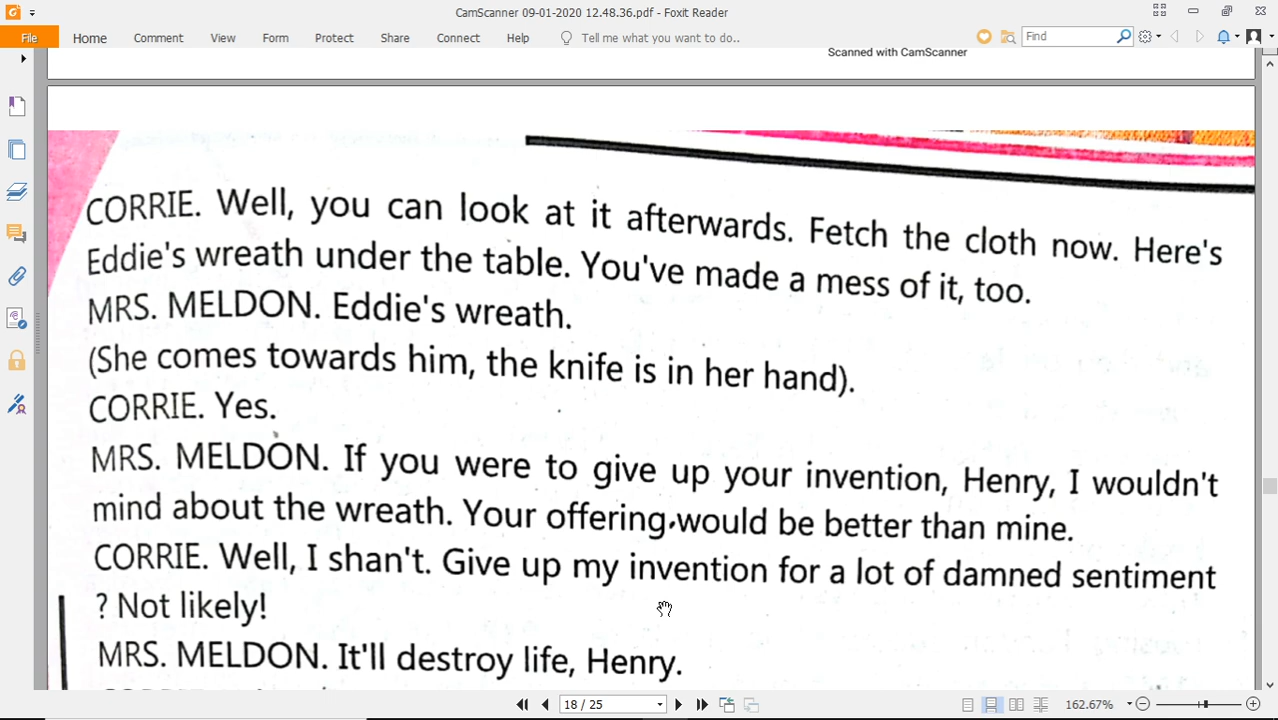 CamScanner 09-01-2020 12.48.36.pdf - Foxit Reader
File Home Comment View Form Protect Share Connect Help Tell me what you want to do.. Find
Scanned with CamScanner
CORRIE. Well, you can look at it afterwards. Fetch the cloth now. Here's
Eddie's wreath under the table. You've made a mess of it, too.
MRS. MELDON. Eddie's wreath.
(She comes towards him, the knife is in her hand).
CORRIE. Yes.
MRS. MELDON. If you were to give up your invention, Henry, I wouldn't
mind about the wreath. Your offering would be better than mine.
CORRIE. Well, I shan't. Give up my invention for a lot of damned sentiment
? Not likely!
MRS. MELDON. It'll destroy life, Henry.
18 / 25 162.67%